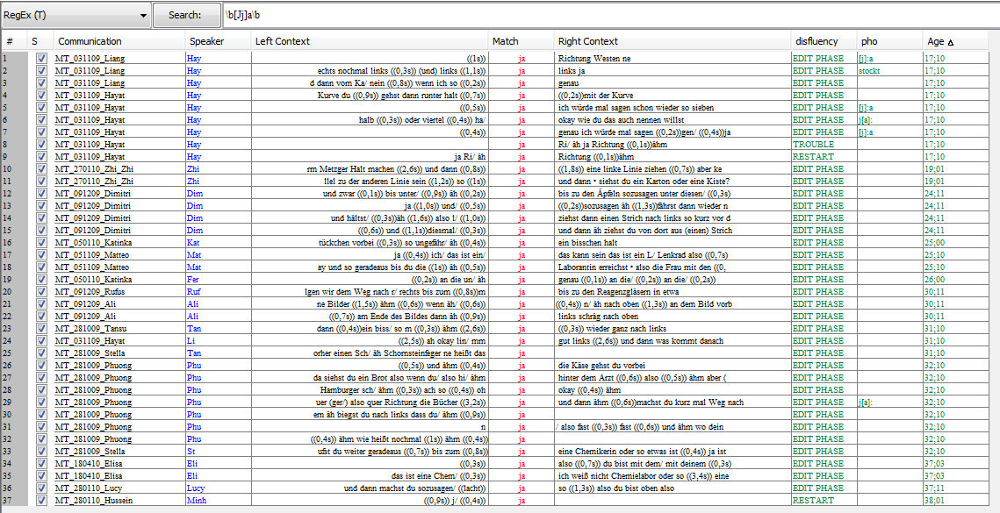 RegEx (T) Search: \b[Jj]a\b
# S Communication Speaker Left Context Match Right Context disfluency pho Age
1 MT_031109_Liang Hay ((1s)) ja Richtung Westen ne EDIT PHASE [j]:a 17;10
2 MT_031109_Liang Hay echts nochmal links ((0,3s)) (und) links ((1,1s)) ja links ja EDIT PHASE stockt 17;10
3 MT_031109_Liang Hay d dann vom Ka/ nein ((0,8s)) wenn ich so ((0,2s)) ja genau EDIT PHASE 17;10
4 MT_031109_Hayat Hay Kurve du ((0,9s)) gehst dann runter halt ((0,7s)) ja ((0,2s))mit der Kurve EDIT PHASE 17;10
5 MT_031109_Hayat Hay ((0,5s)) ja ich würde mal sagen schon wieder so sieben EDIT PHASE [j]:a 17;10
6 MT_031109_Hayat Hay halb ((0,3s)) oder viertel ((0,4s)) ha/ ja okay wie du das auch nennen willst EDIT PHASE j[a]: 17;10
7 MT_031109_Hayat Hay ((0,4s)) ja genau ich würde mal sagen ((0,2s))gen/ ((0,4s))ja EDIT PHASE [j]:a 17;10
8 MT_031109_Hayat Hay ja Ri/ äh ja Richtung ((0,1s))ähm TROUBLE 17;10
9 MT_031109_Hayat Hay ja Ri/ äh ja Richtung ((0,1s))ähm RESTART 17;10
10 MT_270110_Zhi_Zhi Zhi rm Metzger Halt machen ((2,6s)) und dann ((0,8s)) ja ((1,8s)) eine linke Linie ziehen ((0,7s)) aber ke EDIT PHASE 19;01
11 MT_270110_Zhi_Zhi Zhi llel zu der anderen Linie sein ((1,2s)) so ((1s)) ja und dann • siehst du ein Karton oder eine Kiste? EDIT PHASE 19;01
12 MT_091209_Dimitri Dim und zwar ((0,1s)) bis unter/ ((0,9s)) äh ((0,2s)) ja bis zu den Äpfeln sozusagen unter diesen/ ((0,3s) EDIT PHASE 24;11
13 MT_091209_Dimitri Dim ja ((1,0s)) und/ ((0,5s)) ja ((0,2s))sozusagen äh ((1,3s))fährst dann wieder n EDIT PHASE 24;11
14 MT_091209_Dimitri Dim und hältst/ ((0,3s))äh ((1,6s)) also l/ ((1,0s)) ja ziehst dann einen Strich nach links so kurz vor d EDIT PHASE 24;11
15 MT_091209_Dimitri Dim ((0,6s)) und ((1,1s))diesmal/ ((0,3s)) ja und dann äh ziehst du von dort aus (einen) Strich EDIT PHASE 24;11
16 MT_050110_Katinka Kat tückchen vorbei ((0,3s)) so ungefähr/ äh ((0,4s)) ja ein bisschen halt EDIT PHASE 25;00
17 MT_051109_Matteo Mat ja ((0,4s)) ich/ das ist ein/ ja das kann sein das ist ein L/ Lenkrad also ((0,7s) EDIT PHASE 25;10
18 MT_051109_Matteo Mat ay und so geradeaus bis du die ((1s)) äh ((0,5s)) ja Laborantin erreichst • also die Frau mit den ((0, EDIT PHASE 25;10
19 MT_050110_Katinka Fer ((0,2s)) an die un/ äh ja genau ((0,1s)) an die/ ((0,2s)) an die/ ((0,2s)) EDIT PHASE 26;00
20 MT_091209_Rufus Ruf lgen wir dem Weg nach r/ rechts bis zum ((0,8s))m ja bis zu den Reagenzgläsern in etwa EDIT PHASE 30;11
21 MT_091209_Ali Ali ne Bilder ((1,5s)) ähm ((0,6s)) wenn äh/ ((0,6s)) ja ((0,4s)) n/ äh nach oben ((1,3s)) an dem Bild vorb EDIT PHASE 30;11
22 MT_091209_Ali Ali ((0,7s)) am Ende des Bildes dann äh ((0,9s)) ja links schräg nach oben EDIT PHASE 30;11
23 MT_281009_Tansu Tan dann ((0,4s))ein biss/ so m ((0,3s)) ähm ((2,6s)) ja ((0,3s)) wieder ganz nach links EDIT PHASE 31;10
24 MT_031109_Hayat Li ((2,5s)) ah okay lin/ mm ja gut links ((2,6s)) und dann was kommt danach EDIT PHASE 31;10
25 MT_281009_Stella Tan orher einen Sch/ äh Schornsteinfeger ne heißt das ja EDIT PHASE 31;10
26 MT_281009_Phuong Phu ((0,5s)) und ähm ((0,4s)) ja die Käse gehst du vorbei EDIT PHASE 32;10
27 MT_281009_Phuong Phu da siehst du ein Brot also wenn du/ also hi/ ähm ja hinter dem Arzt ((0,6s)) also ((0,5s)) ähm aber ( EDIT PHASE 32;10
28 MT_281009_Phuong Phu Hamburger sch/ ähm ((0,3s)) ach so ((0,4s)) oh ja okay ((0,4s)) ähm EDIT PHASE 32;10
29 MT_281009_Phuong Phu uer (ger/) also quer Richtung die Bücher ((3,2s)) ja und dann ähm ((0,6s))machst du kurz mal Weg nach EDIT PHASE j[a]: 32;10
30 MT_281009_Phuong Phu em äh biegst du nach links dass du/ ähm ((0,9s)) ja EDIT PHASE 32;10
31 MT_281009_Phuong Phu n ja / also fast ((0,3s)) fast ((0,6s)) und ähm wo dein EDIT PHASE 32;10
32 MT_281009_Phuong Phu ((0,4s)) ähm wie heißt nochmal ((1s)) ähm ((0,4s)) ja EDIT PHASE 32;10
33 MT_281009_Stella St ufst du weiter geradeaus ((0,7s)) bis zum ((0,8s)) ja eine Chemikerin oder so etwas ist ((0,4s)) ja ist EDIT PHASE 32;10
34 MT_180410_Elisa Eli ((0,3s)) ja also ((0,7s)) du bist mit dem/ mit deinem ((0,3s) EDIT PHASE 37;03
35 MT_180410_Elisa Eli das ist eine Chem/ ((0,3s)) ja ich weiß nicht Chemielabor oder so ((3,4s)) eine EDIT PHASE 37;03
36 MT_280110_Lucy Lucy und dann machst du sozusagen/ ((lacht)) ja so ((1,3s)) also du bist oben also EDIT PHASE 37;11
37 MT_280110_Hussein Minh ((0,9s)) j/ ((0,4s)) ja RESTART 38;01